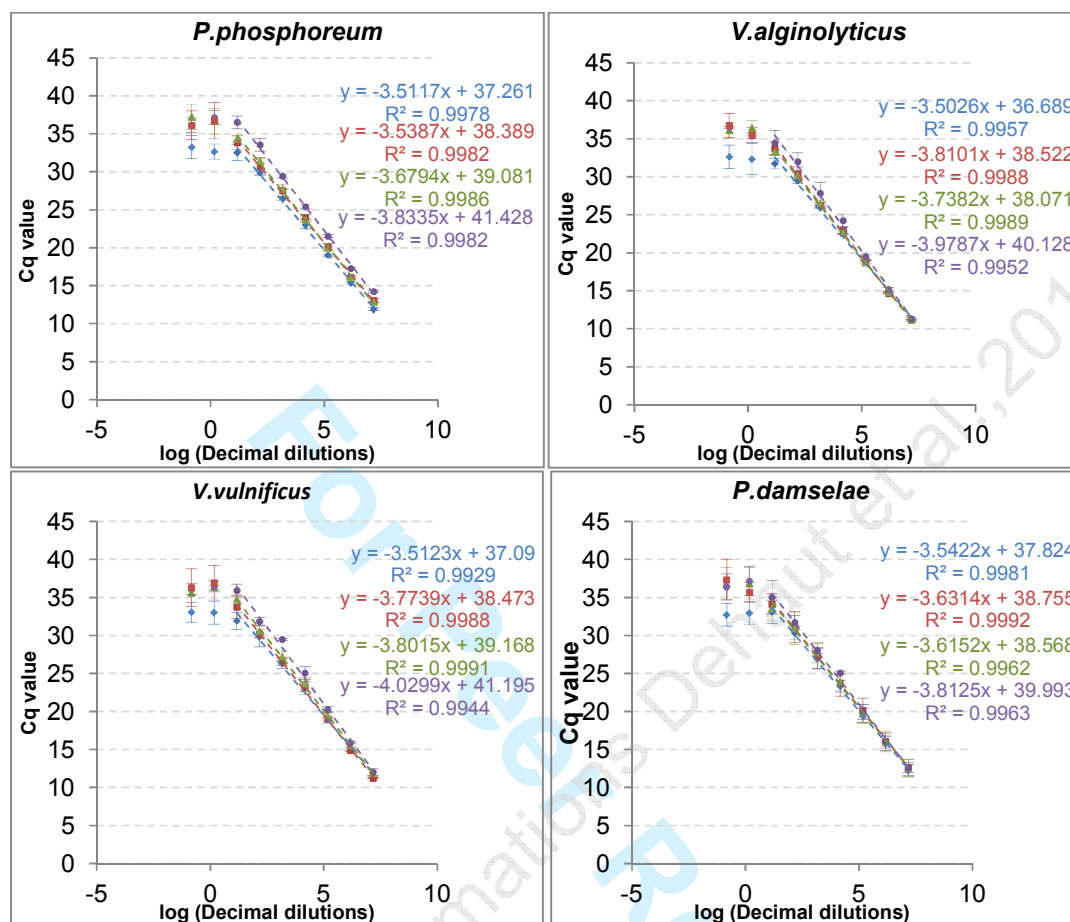 P.phosphoreum
45
40
35
30
25
20
15
10
5
0
Cq value
y = -3.5117x + 37.261
R² = 0.9978
y = -3.5387x + 38.389
R² = 0.9982
y = -3.6794x + 39.081
R² = 0.9986
y = -3.8335x + 41.428
R² = 0.9982
-5 0 5 10
log (Decimal dilutions)
V.alginolyticus
45
40
35
30
25
20
15
10
5
0
Cq value
y = -3.5026x + 36.689
R² = 0.9957
y = -3.8101x + 38.522
R² = 0.9988
y = -3.7382x + 38.071
R² = 0.9989
y = -3.9787x + 40.128
R² = 0.9952
-5 0 5 10
log (Decimal dilutions)
V.vulnificus
45
40
35
30
25
20
15
10
5
0
Cq value
y = -3.5123x + 37.09
R² = 0.9929
y = -3.7739x + 38.473
R² = 0.9988
y = -3.8015x + 39.168
R² = 0.9991
y = -4.0299x + 41.195
R² = 0.9944
-5 0 5 10
log (Decimal dilutions)
P.damselae
45
40
35
30
25
20
15
10
5
0
Cq value
y = -3.5422x + 37.824
R² = 0.9981
y = -3.6314x + 38.755
R² = 0.9992
y = -3.6152x + 38.568
R² = 0.9962
y = -3.8125x + 39.993
R² = 0.9963
-5 0 5 10
log (Decimal dilutions)
For Peer Re
mations Dehaut et al.,201